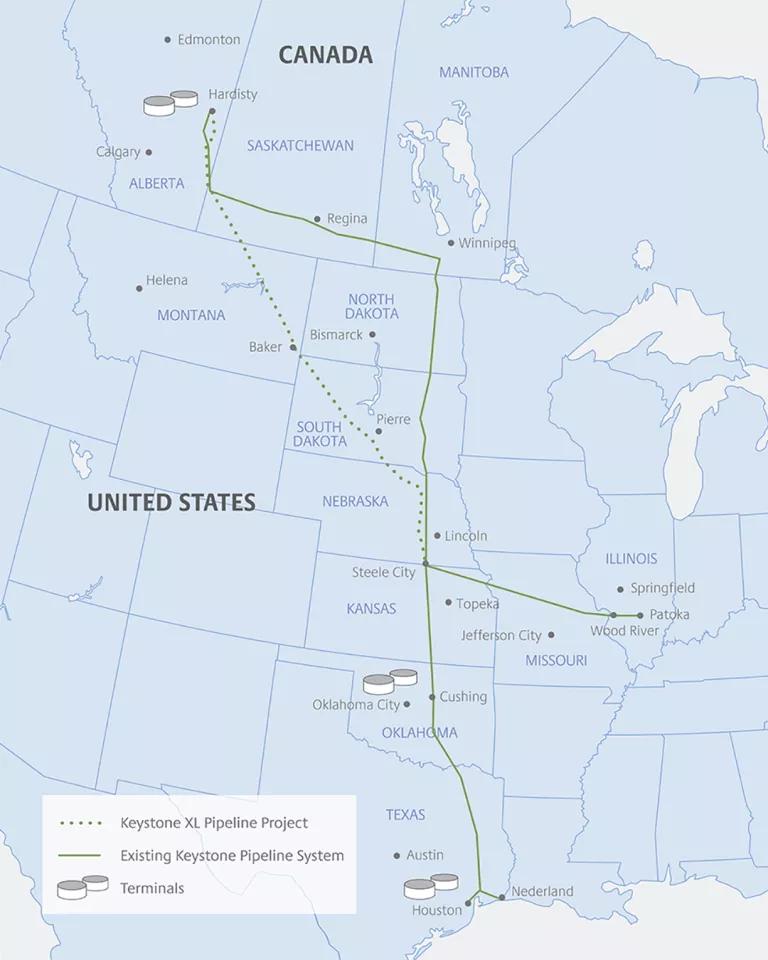 Edmonton
CANADA
MANITOBA
Hardisty
SASKATCHEWAN
Calgary
ALBERTA
Regina
Winnipeg
Helena
MONTANA
NORTH
DAKOTA
Bismarck
Baker
Pierre
SOUTH
DAKOTA
UNITED STATES
NEBRASKA
Lincoln
ILLINOIS
Steele City
Springfield
KANSAS
Topeka
Patoka
Wood River
Jefferson City
MISSOURI
Cushing
Oklahoma City
OKLAHOMA
TEXAS
Keystone XL Pipeline Project
Existing Keystone Pipeline System
Terminals
Austin
Nederland
Houston